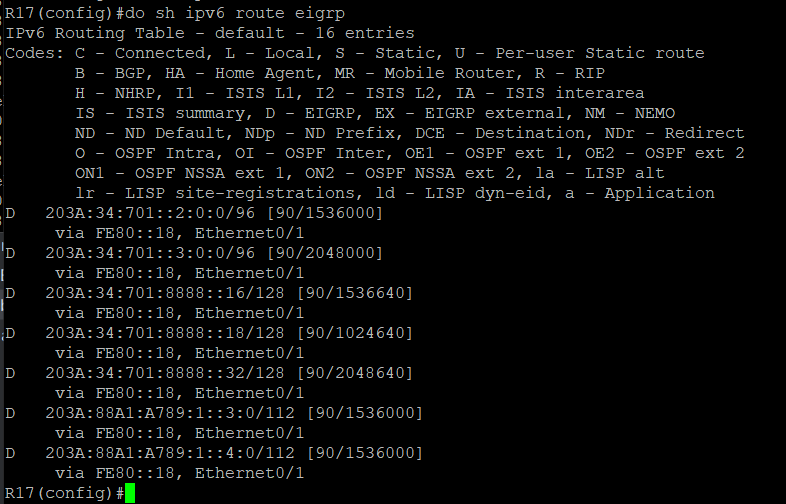 R17(config)#do sh ipv6 route eigrp
IPv6 Routing Table - default - 16 entries
Codes: C - Connected, L - Local, S - Static, U - Per-user Static route
       B - BGP, HA - Home Agent, MR - Mobile Router, R - RIP
       H - NHRP, I1 - ISIS L1, I2 - ISIS L2, IA - ISIS interarea
       IS - ISIS summary, D - EIGRP, EX - EIGRP external, NM - NEMO
       ND - ND Default, NDp - ND Prefix, DCE - Destination, NDr - Redirect
       O - OSPF Intra, OI - OSPF Inter, OE1 - OSPF ext 1, OE2 - OSPF ext 2
       ON1 - OSPF NSSA ext 1, ON2 - OSPF NSSA ext 2, la - LISP alt
       lr - LISP site-registrations, ld - LISP dyn-eid, a - Application
D   203A:34:701::2:0:0/96 [90/1536000]
     via FE80::18, Ethernet0/1
D   203A:34:701::3:0:0/96 [90/2048000]
     via FE80::18, Ethernet0/1
D   203A:34:701:8888::16/128 [90/1536640]
     via FE80::18, Ethernet0/1
D   203A:34:701:8888::18/128 [90/1024640]
     via FE80::18, Ethernet0/1
D   203A:34:701:8888::32/128 [90/2048640]
     via FE80::18, Ethernet0/1
D   203A:88A1:A789:1::3:0/112 [90/1536000]
     via FE80::18, Ethernet0/1
D   203A:88A1:A789:1::4:0/112 [90/1536000]
     via FE80::18, Ethernet0/1
R17(config)#